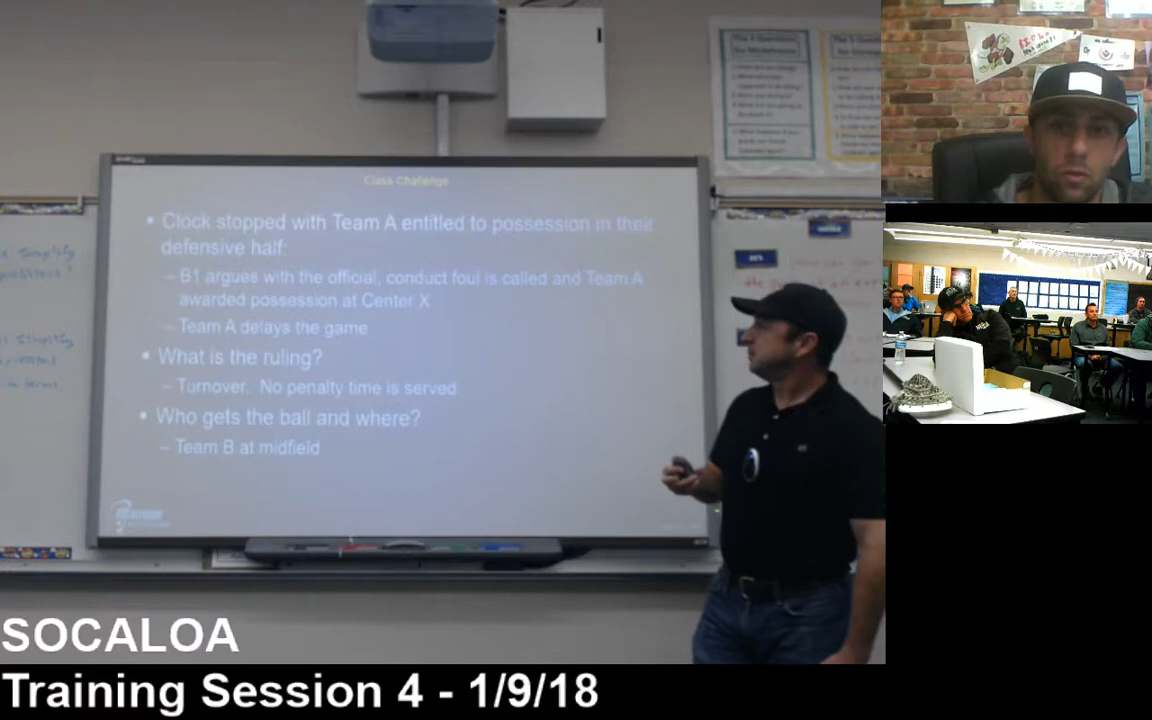 Class Challenge
• Clock stopped with Team A entitled to possession in their
defensive half:
– B1 argues with the official, conduct foul is called and Team A
awarded possession at Center X
– Team A delays the game
• What is the ruling?
– Turnover. No penalty time is served
• Who gets the ball and where?
– Team B at midfield
SOCALOA
Training Session 4 - 1/9/18